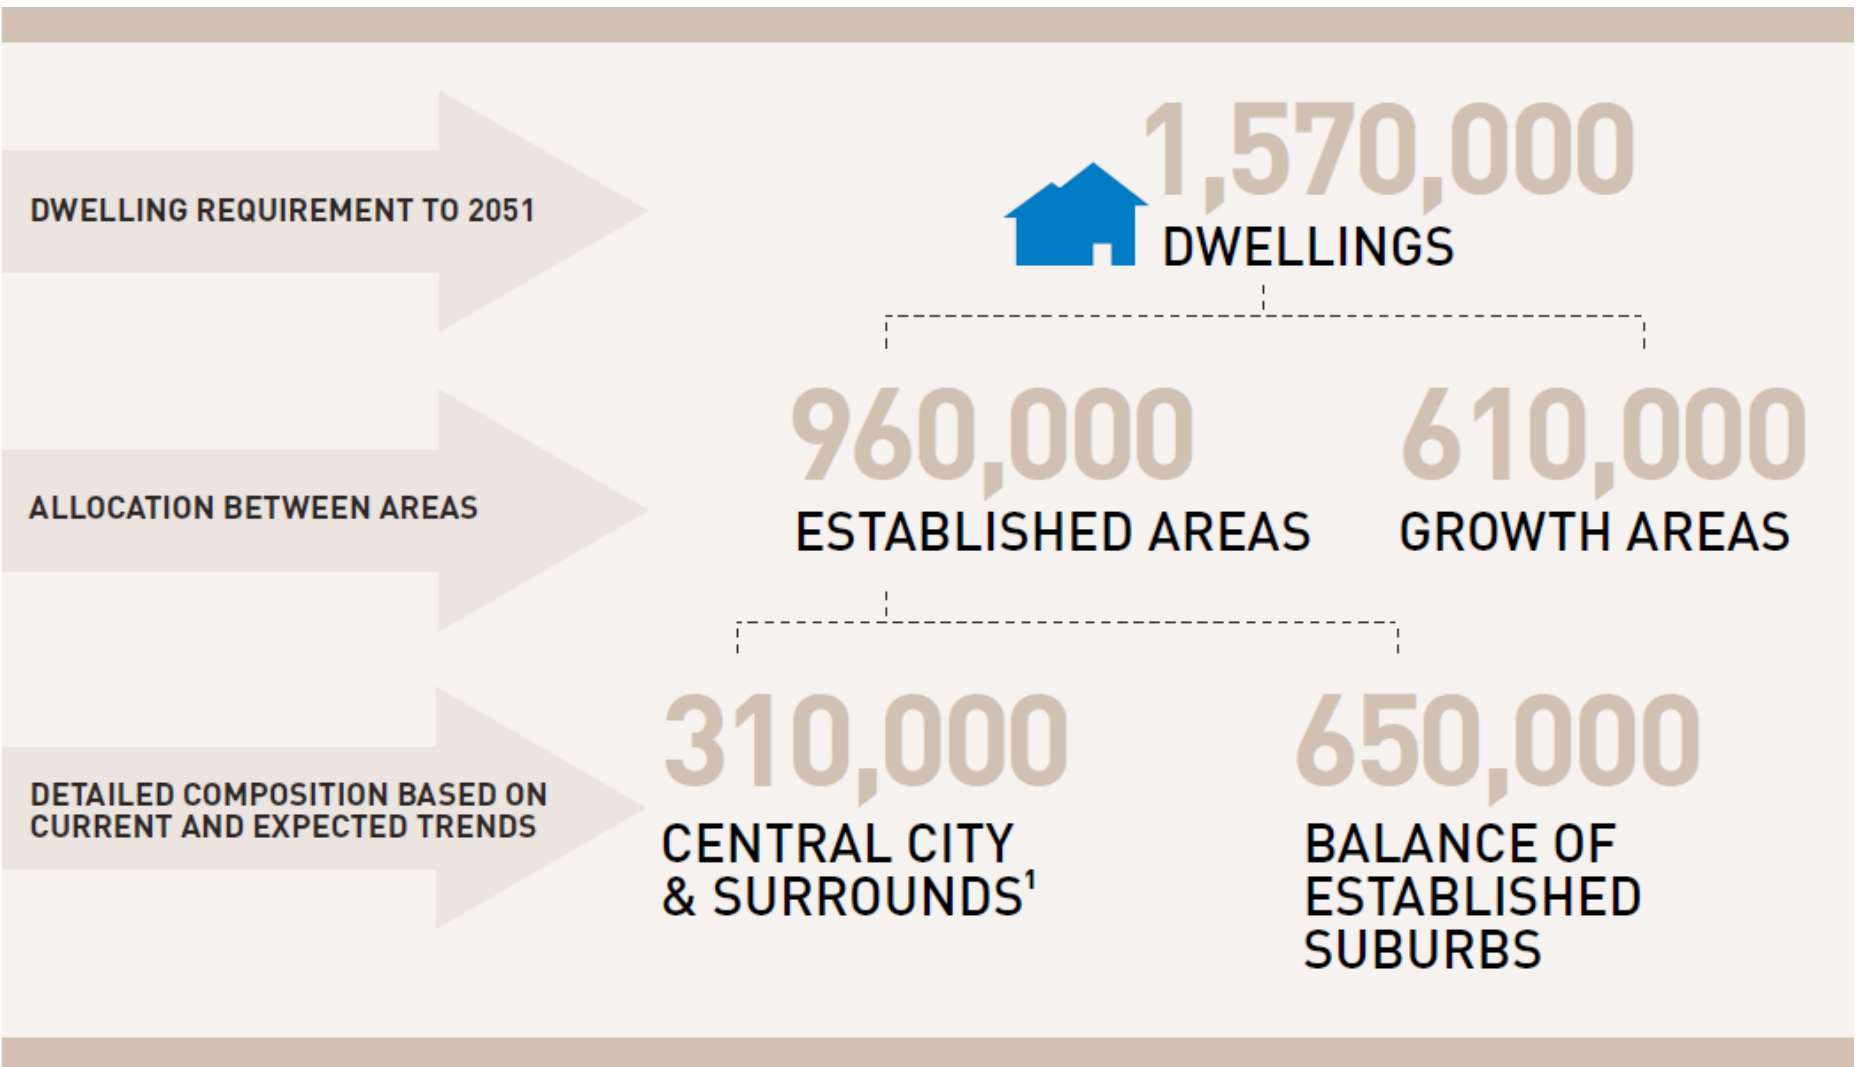 DWELLING REQUIREMENT TO 2051
1,570,000
DWELLINGS
ALLOCATION BETWEEN AREAS
960,000
ESTABLISHED AREAS
610,000
GROWTH AREAS
DETAILED COMPOSITION BASED ON
CURRENT AND EXPECTED TRENDS
310,000
CENTRAL CITY
& SURROUNDS¹
650,000
BALANCE OF
ESTABLISHED
SUBURBS